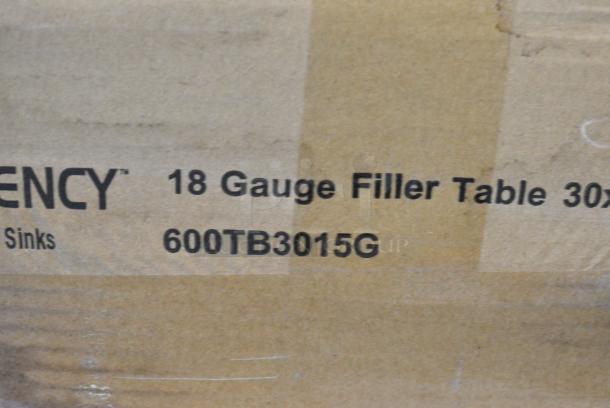 ENCY™ 18 Gauge Filler Table 30x
Sinks 600TB3015G